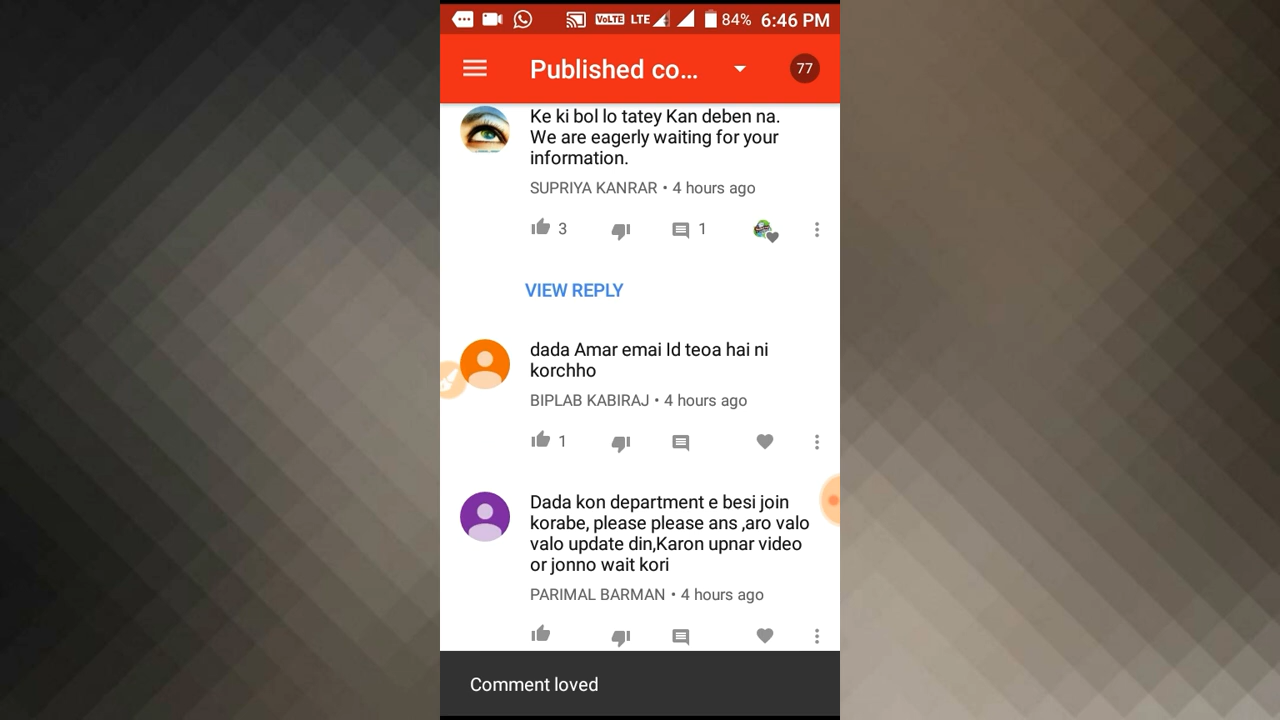 VoLTE LTE 84% 6:46 PM
Published co... 77
Ke ki bol lo tatey Kan deben na.
We are eagerly waiting for your
information.
SUPRIYA KANRAR • 4 hours ago
3 1
VIEW REPLY
dada Amar emai Id teoa hai ni
korchho
BIPLAB KABIRAJ • 4 hours ago
1
Dada kon department e besi join
korabe, please please ans ,aro valo
valo update din,Karon upnar video
or jonno wait kori
PARIMAL BARMAN • 4 hours ago
Comment loved